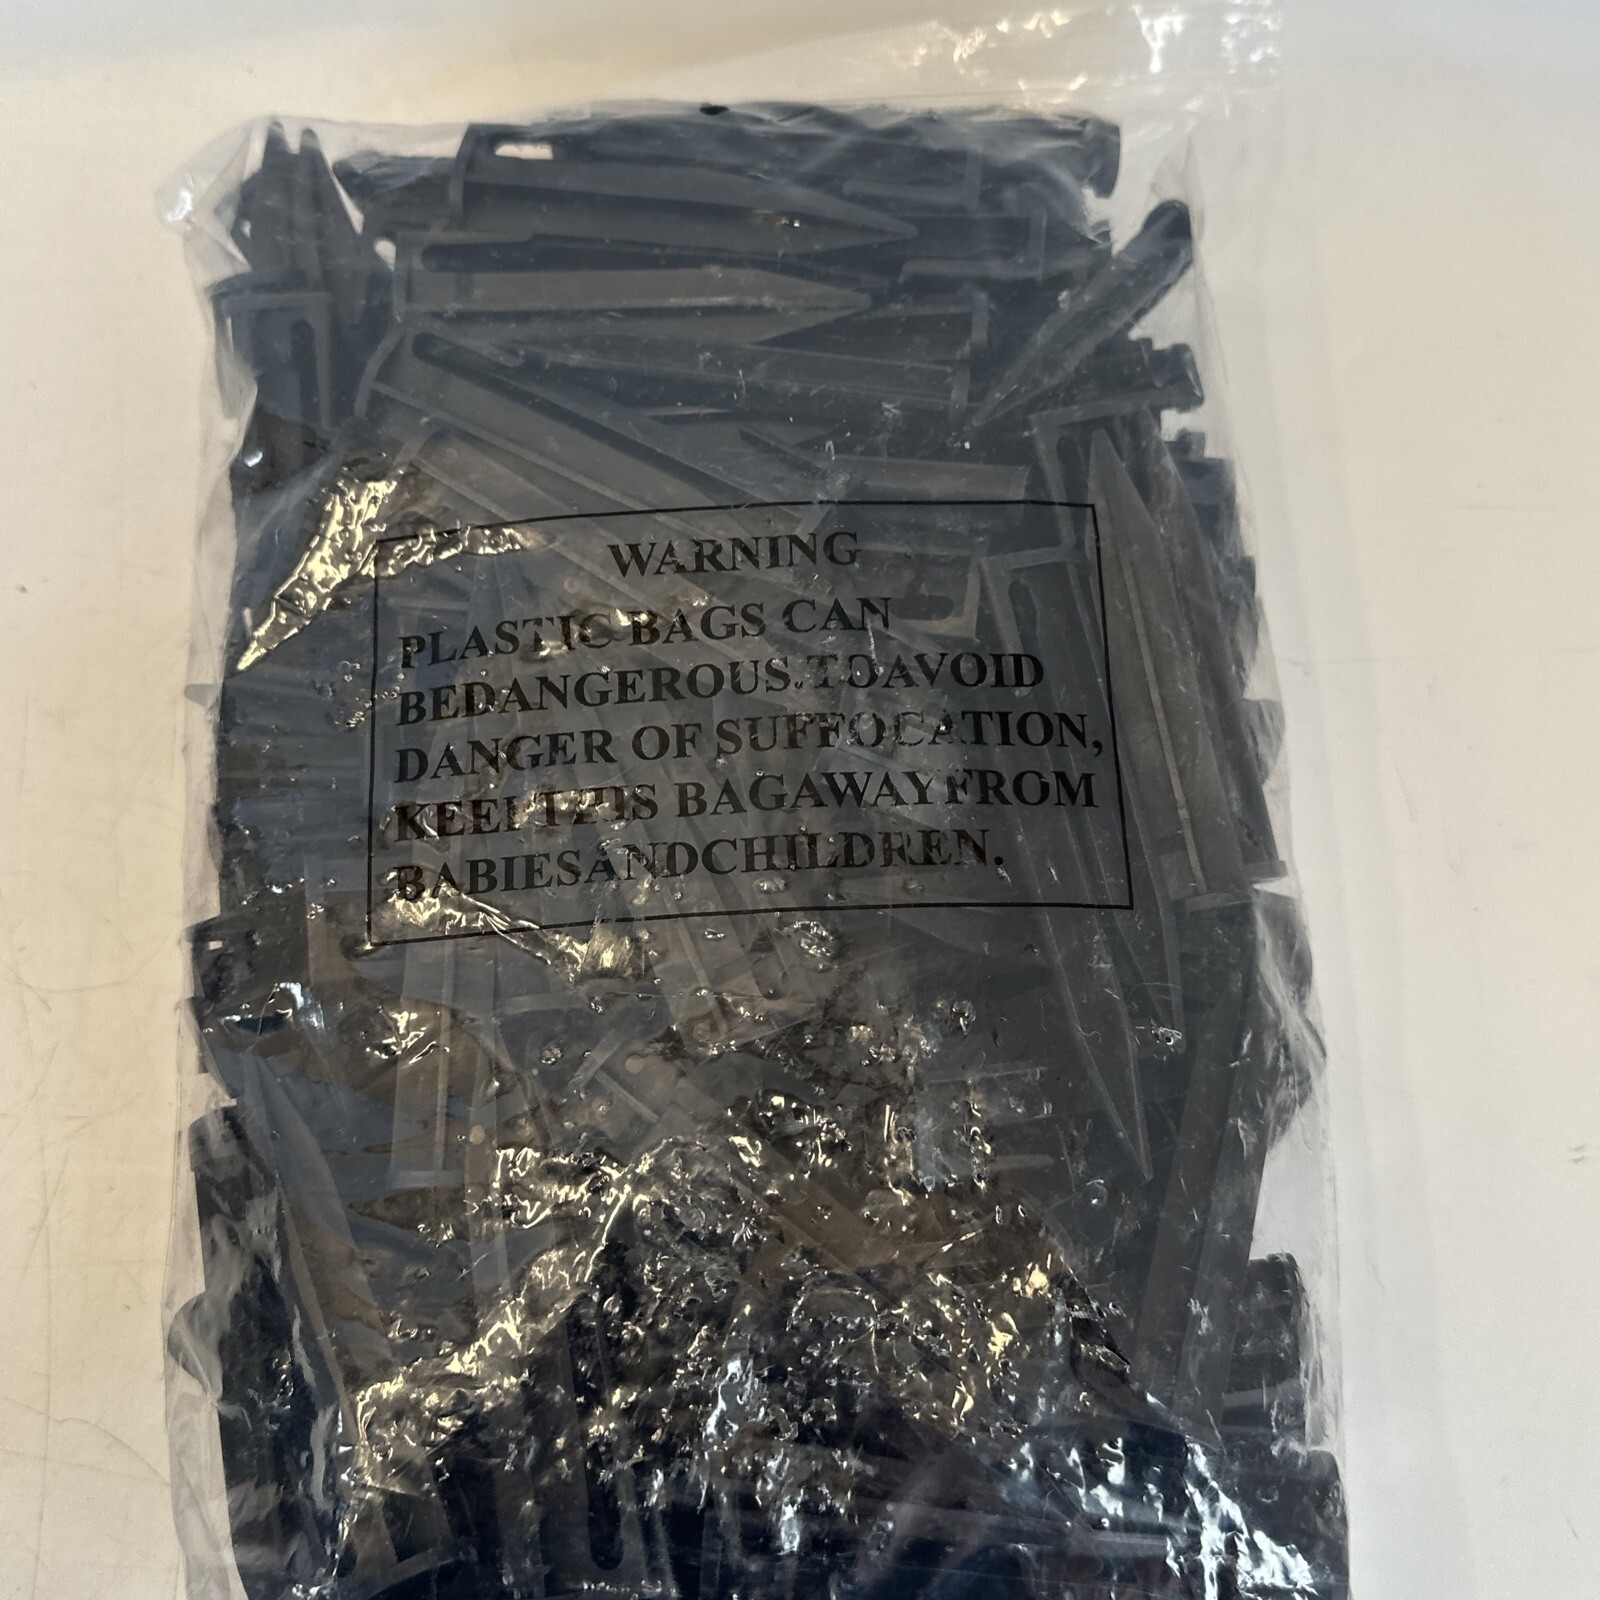 WARNING
PLASTIC BAGS CAN
BEDANGEROUS.TOAVOID
DANGER OF SUFFOCATION,
KEEPTHIS BAGAWAYFROM
BABIESANDCHILDREN.